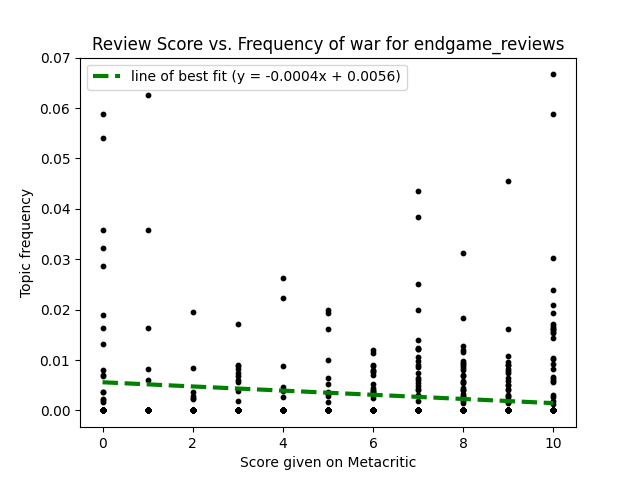 Review Score vs. Frequency of war for endgame_reviews
line of best fit (y = -0.0004x + 0.0056)
0.07
0.06
0.05
0.04
0.03
0.02
0.01
0.00
Topic frequency
0 2 4 6 8 10
Score given on Metacritic